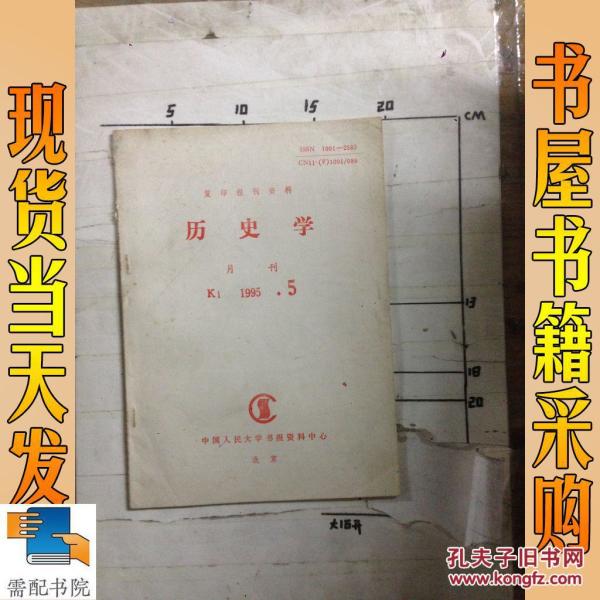 现货当天发
书屋书籍采购
5 10 15 20 CM
ISSN 1001—2583
CN11-(Z)1001/089
复印报刊资料
历史学
月刊
K1 1995 .5
13
18
20
中国人民大学书报资料中心
北京
大16开
需配书院
孔夫子旧书网
www.kongfz.com